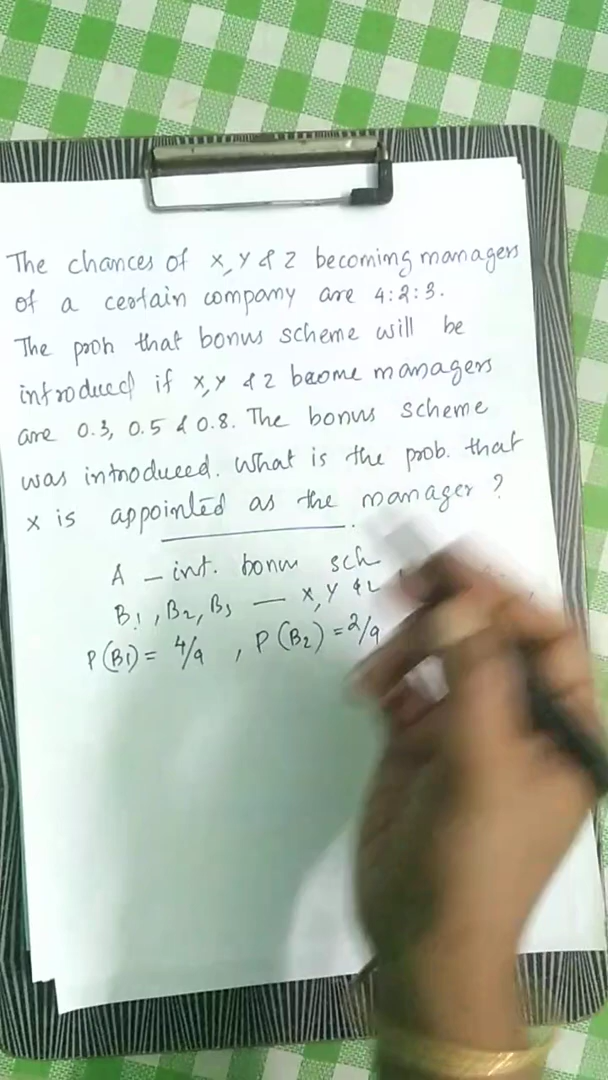 The chances of X, Y & Z becoming managers
of a certain company are 4:2:3.
The prob that bonus scheme will be
introduced if X, Y & Z become managers
are 0.3, 0.5 & 0.8. The bonus scheme
was introduced. What is the prob. that
X is appointed as the manager?
A – int. bonus sch
B1, B2, B3 — X, Y & Z
P(B1) = 4/9, P(B2) = 2/9